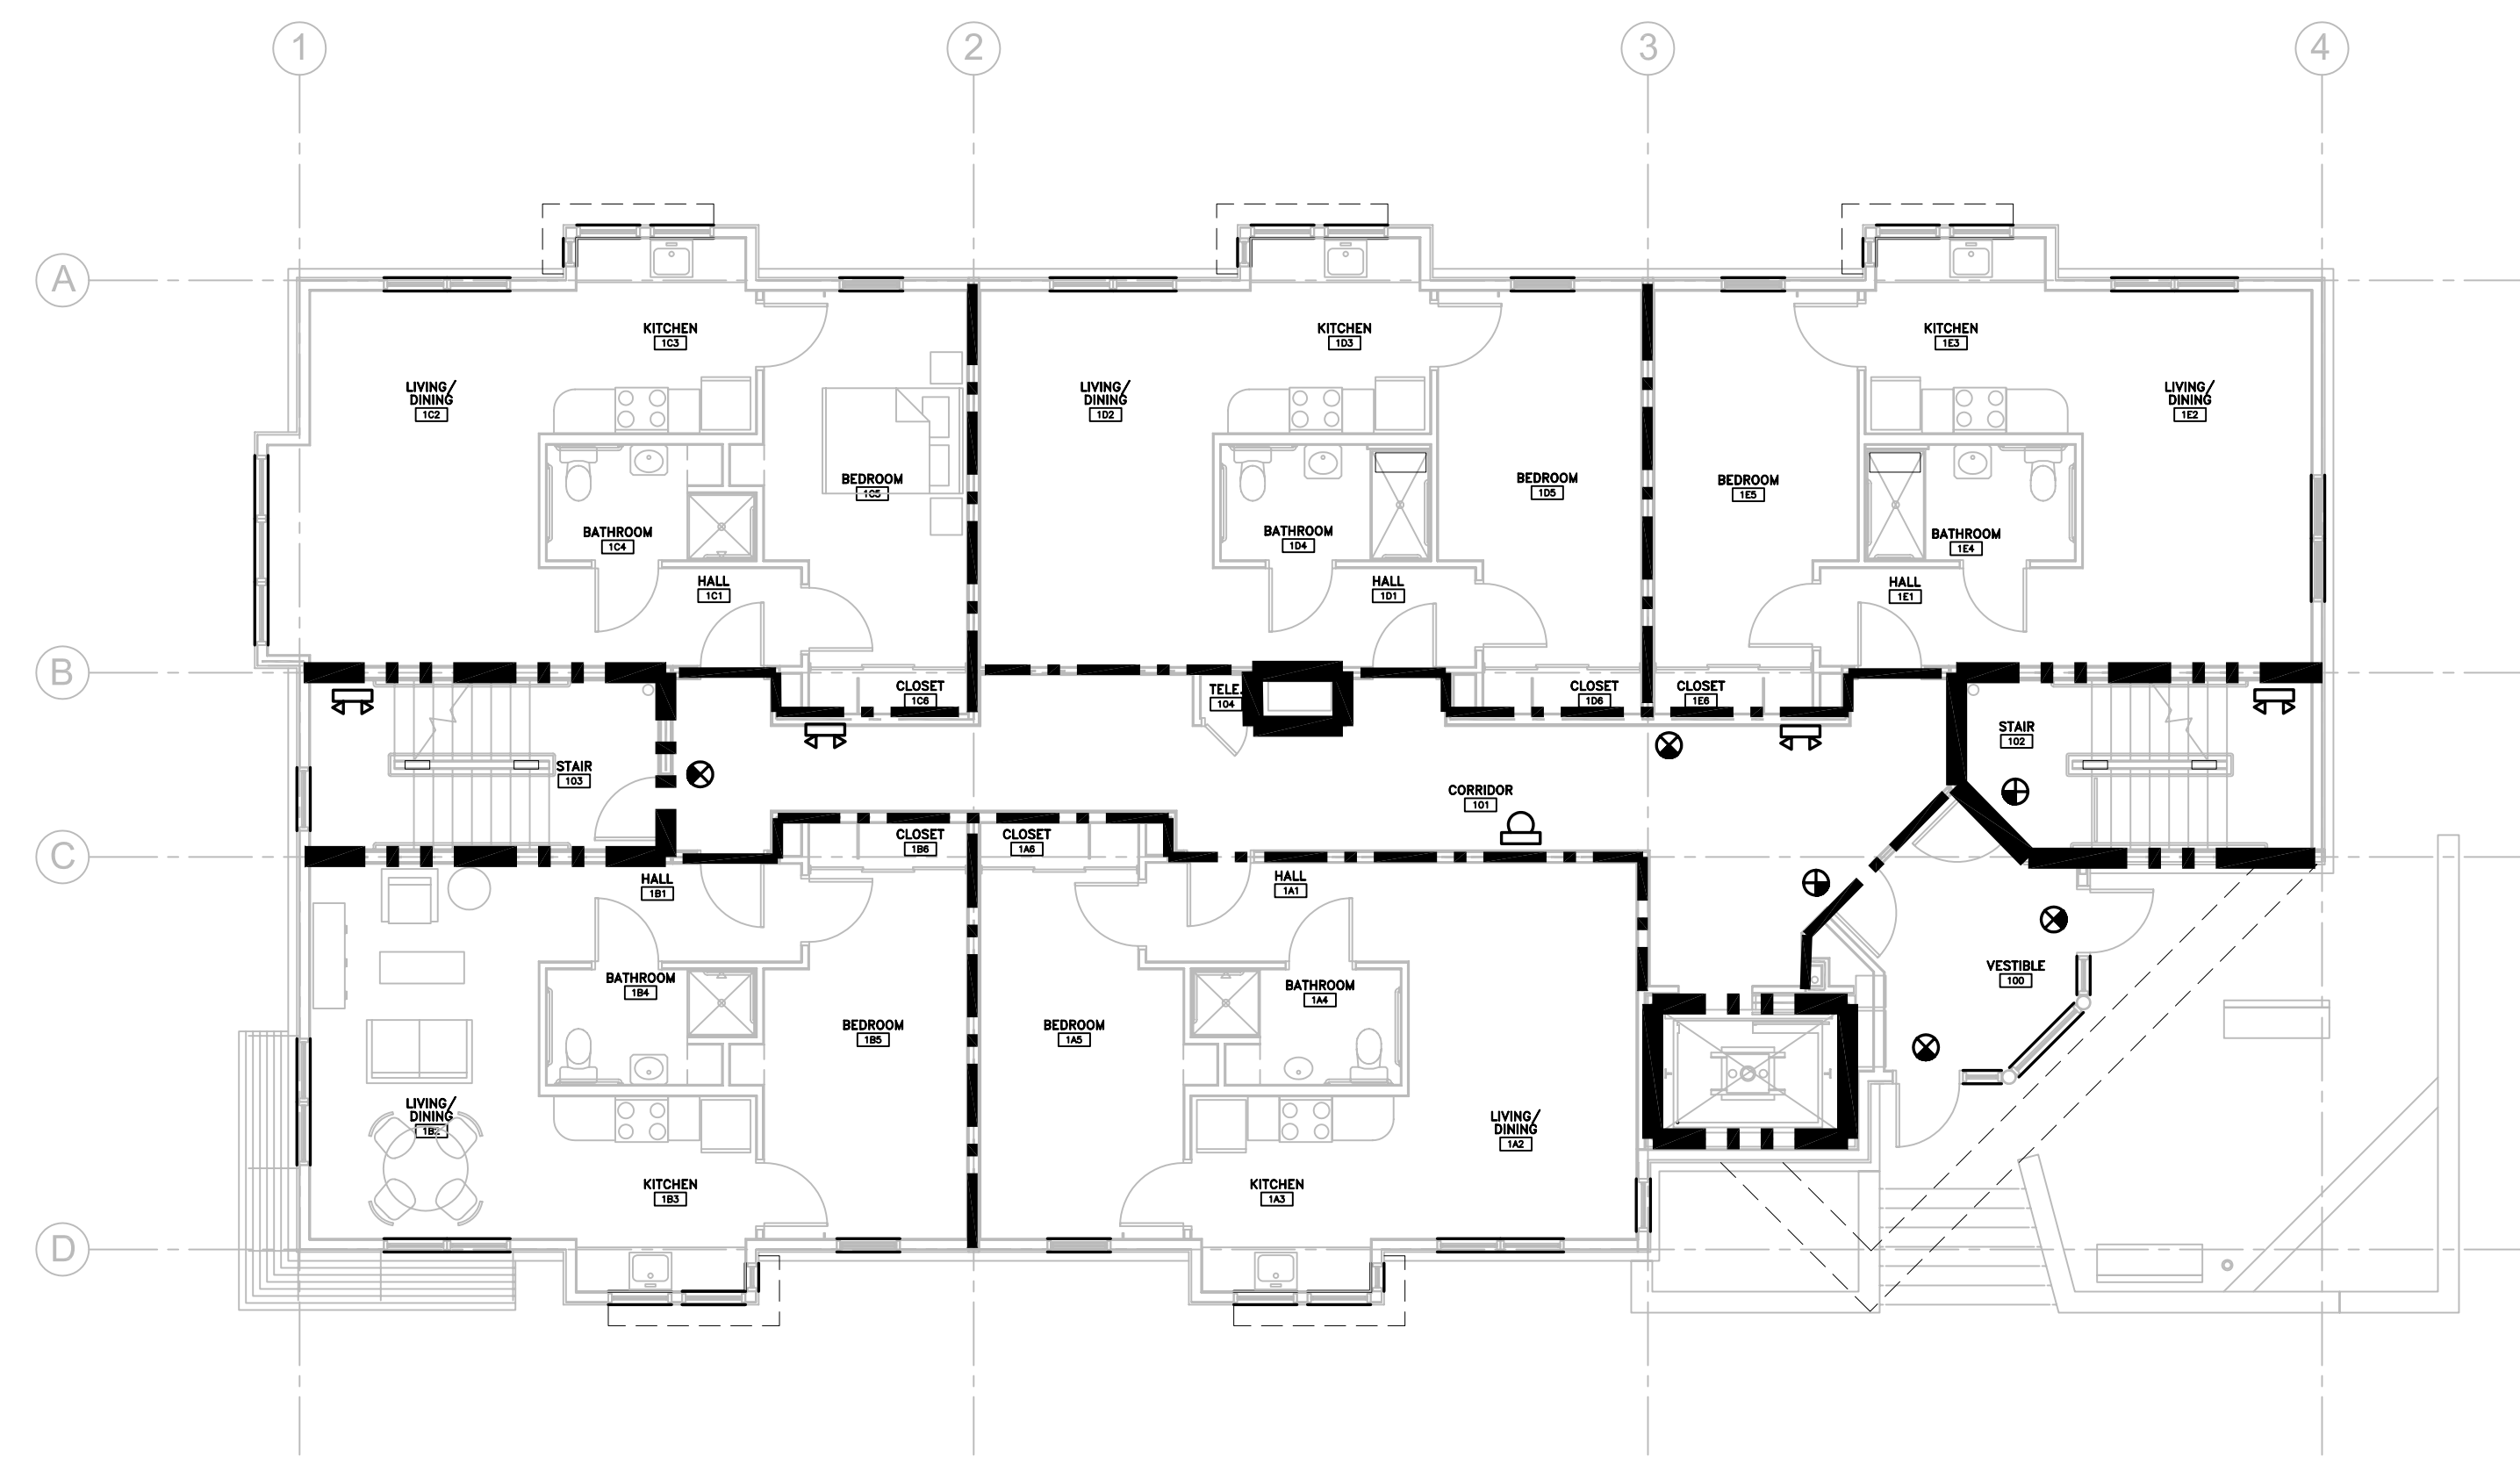 1 2 3 4
A
KITCHEN
1C3
KITCHEN
1D3
KITCHEN
1E3
LIVING/
DINING
1C2
LIVING/
DINING
1D2
LIVING/
DINING
1E2
BEDROOM
1C5
BEDROOM
1D5
BEDROOM
1E5
BATHROOM
1C4
BATHROOM
1D4
BATHROOM
1E4
HALL
1C1
HALL
1D1
HALL
1E1
B
CLOSET
1C6
TELE.
104
CLOSET
1D6
CLOSET
1E6
STAIR
102
STAIR
103
CORRIDOR
101
C
CLOSET
1B6
CLOSET
1A6
HALL
1B1
HALL
1A1
BATHROOM
1B4
BATHROOM
1A4
VESTIBLE
100
BEDROOM
1B5
BEDROOM
1A5
LIVING/
DINING
1B2
LIVING/
DINING
1A2
KITCHEN
1B3
KITCHEN
1A3
D